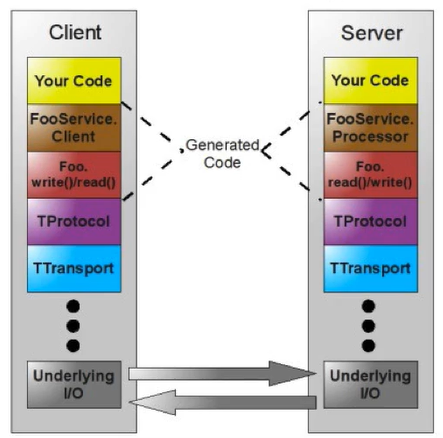 Client
Your Code
FooService.
Client
Foo.
write()/read()
TProtocol
TTransport
Underlying
I/O
Generated
Code
Server
Your Code
FooService.
Processor
Foo.
read()/write()
TProtocol
TTransport
Underlying
I/O